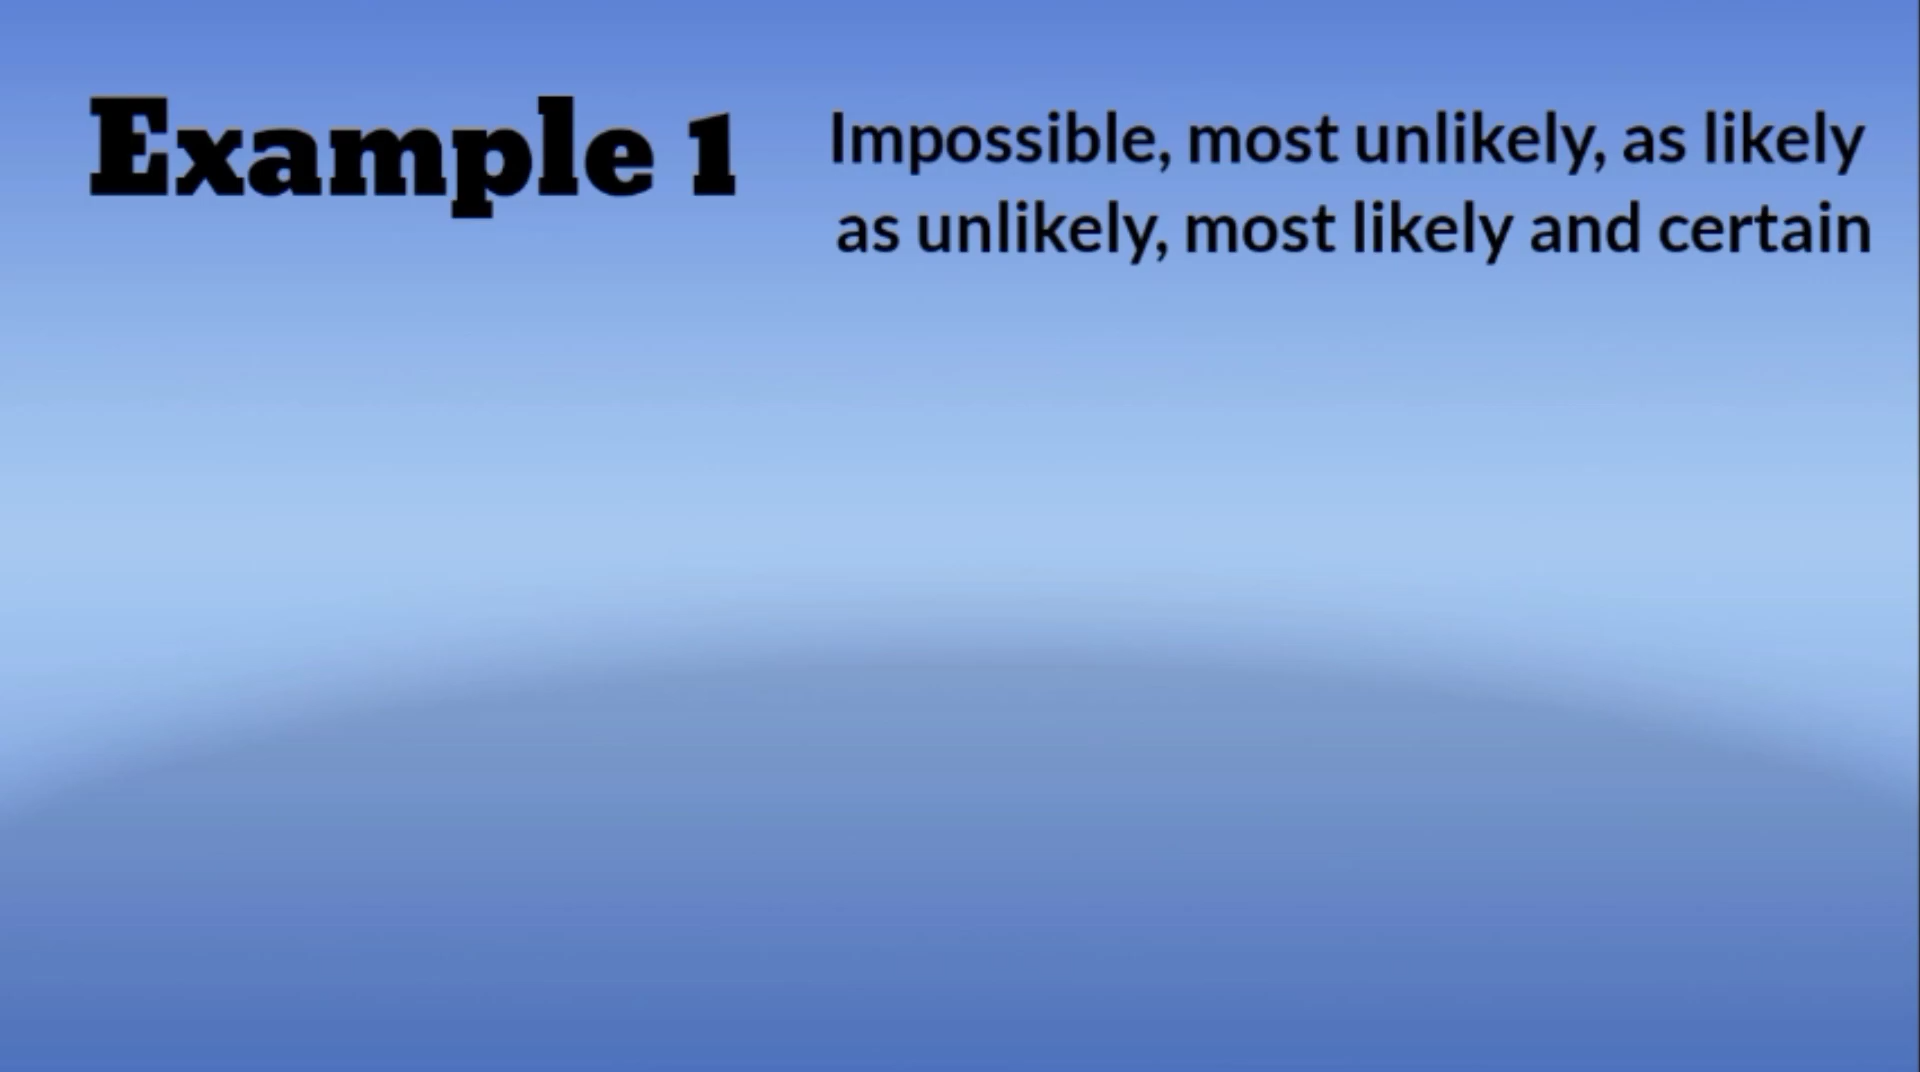 Example 1
Impossible, most unlikely, as likely
as unlikely, most likely and certain